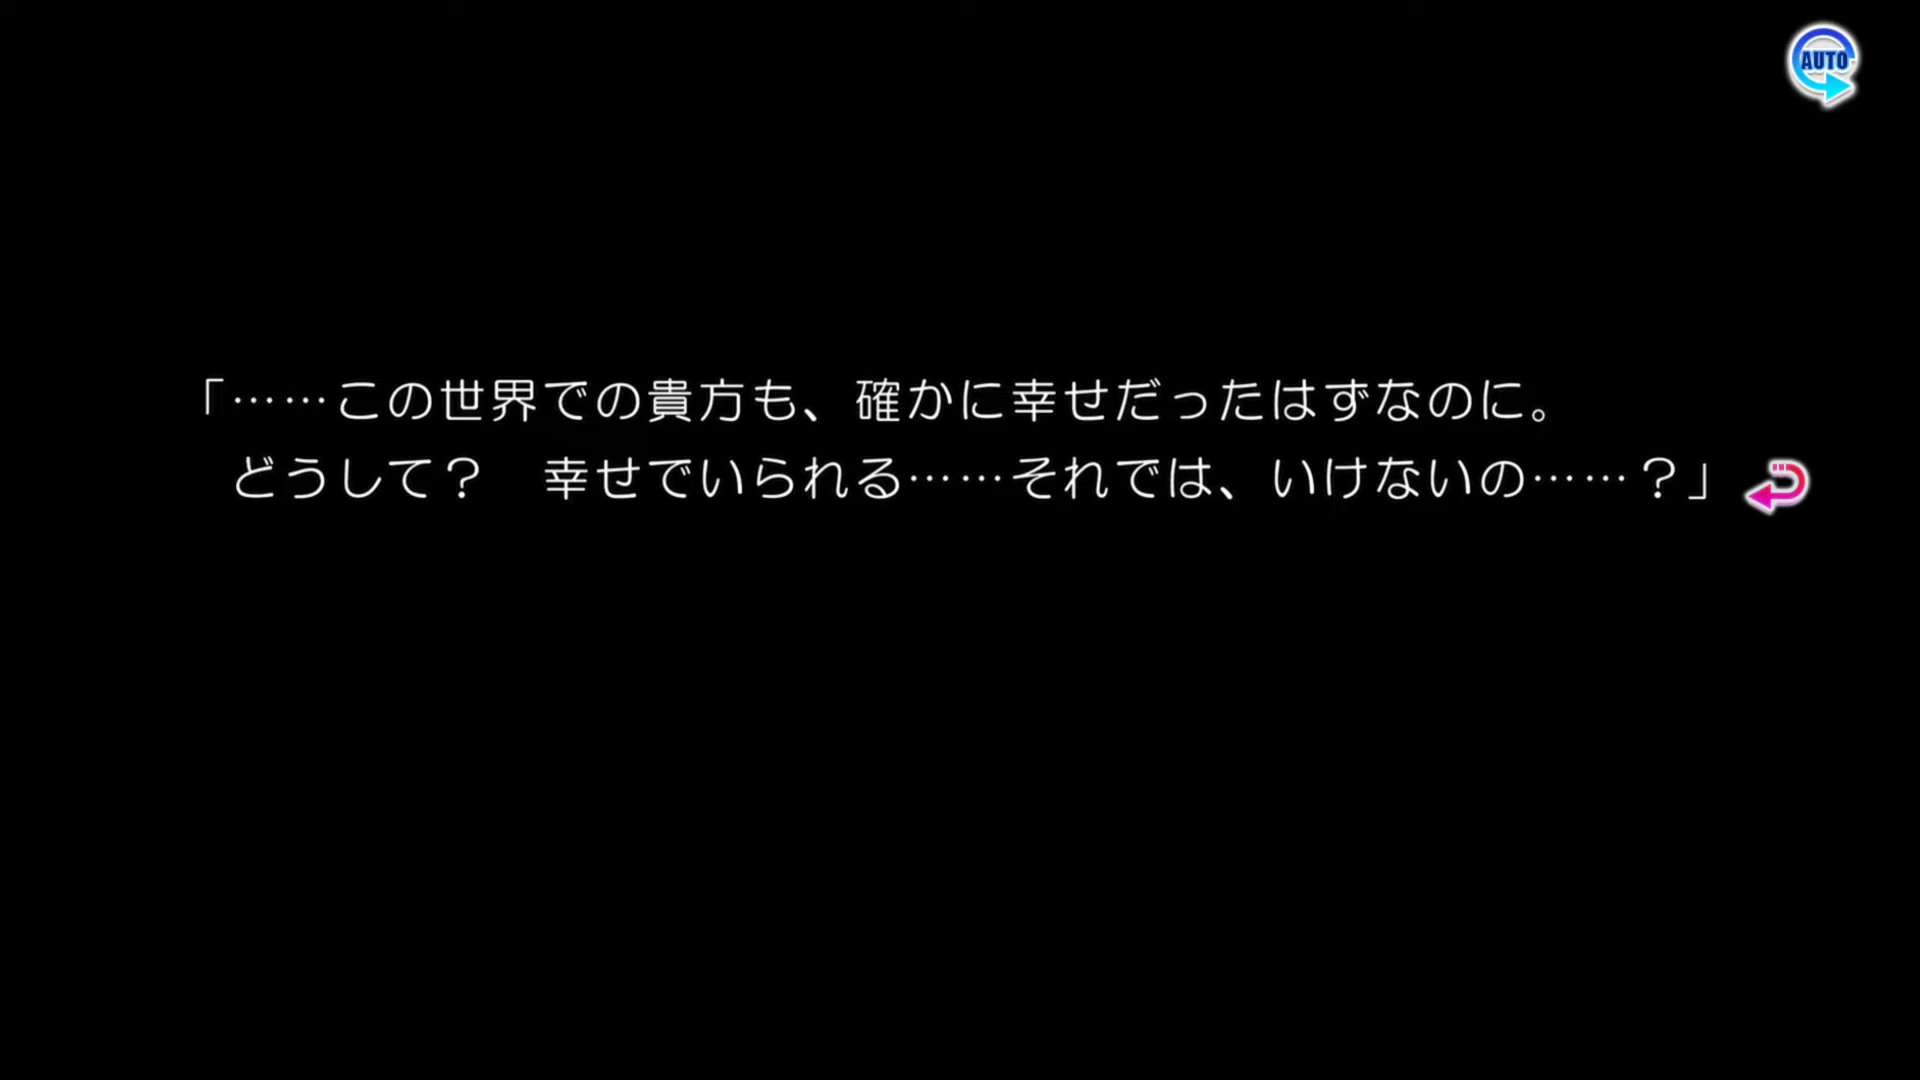 AUTO
「……この世界での貴方も、確かに幸せだったはずなのに。
どうして？　幸せでいられる……それでは、いけないの……？」